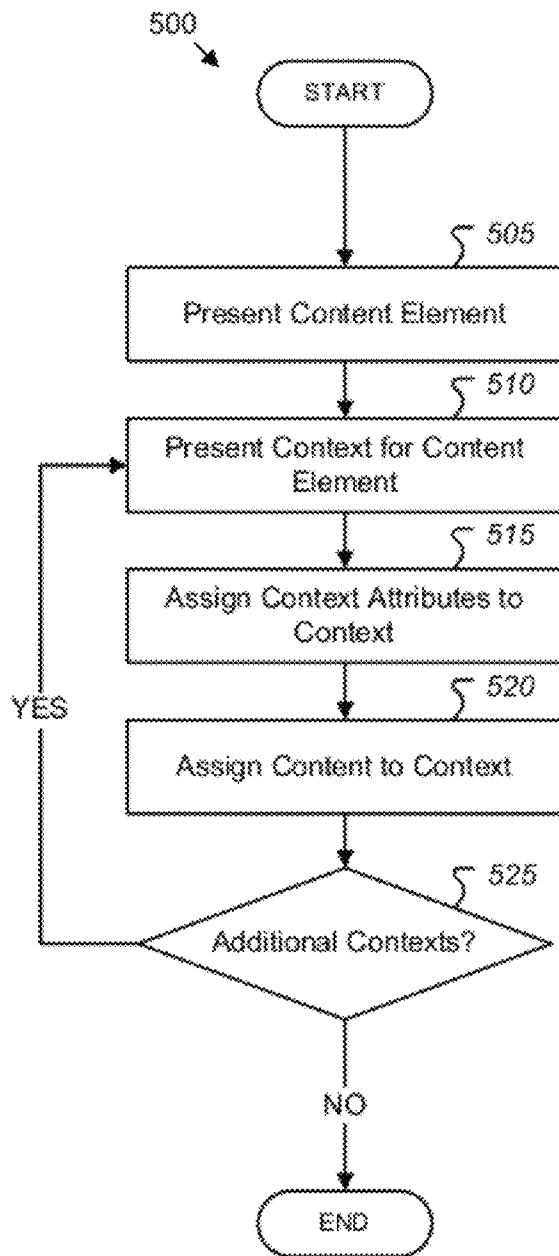 500
START
505
Present Content Element
510
Present Context for Content
Element
515
Assign Context Attributes to
Context
520
Assign Content to Context
525
Additional Contexts?
YES
NO
END